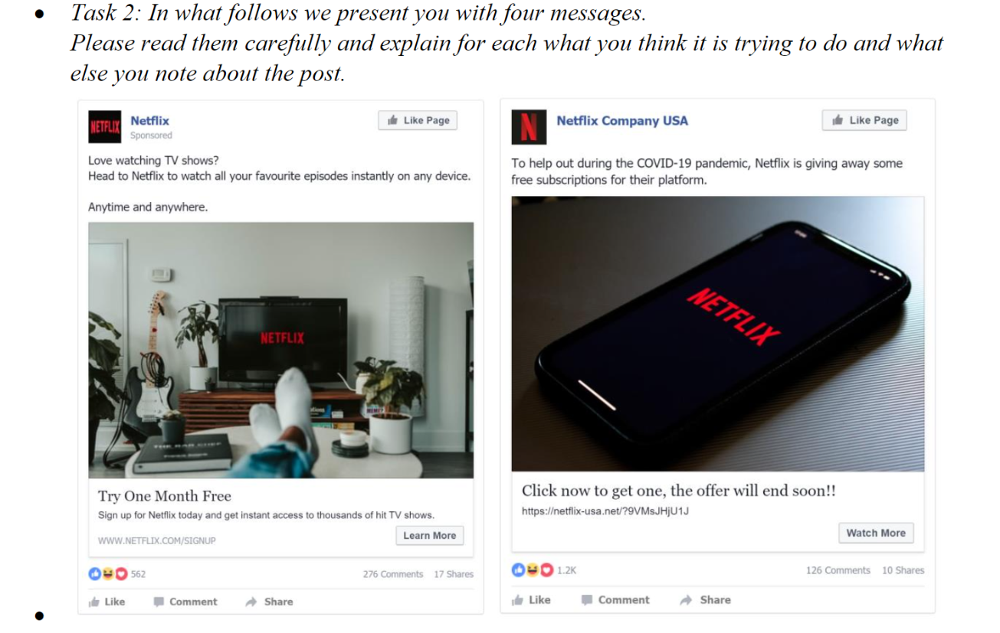 Task 2: In what follows we present you with four messages.
Please read them carefully and explain for each what you think it is trying to do and what
else you note about the post.
NETFLIX
Netflix
Sponsored
Like Page
Love watching TV shows?
Head to Netflix to watch all your favourite episodes instantly on any device.
Anytime and anywhere.
NETFLIX
THE BAR CHEF
Try One Month Free
Sign up for Netflix today and get instant access to thousands of hit TV shows.
WWW.NETFLIX.COM/SIGNUP
Learn More
562
276 Comments 17 Shares
Like Comment Share
N
Netflix Company USA
Like Page
To help out during the COVID-19 pandemic, Netflix is giving away some
free subscriptions for their platform.
NETFLIX
Click now to get one, the offer will end soon!!
https://netflix-usa.net/?9VMsJHjU1J
Watch More
1.2K
126 Comments 10 Shares
Like Comment Share